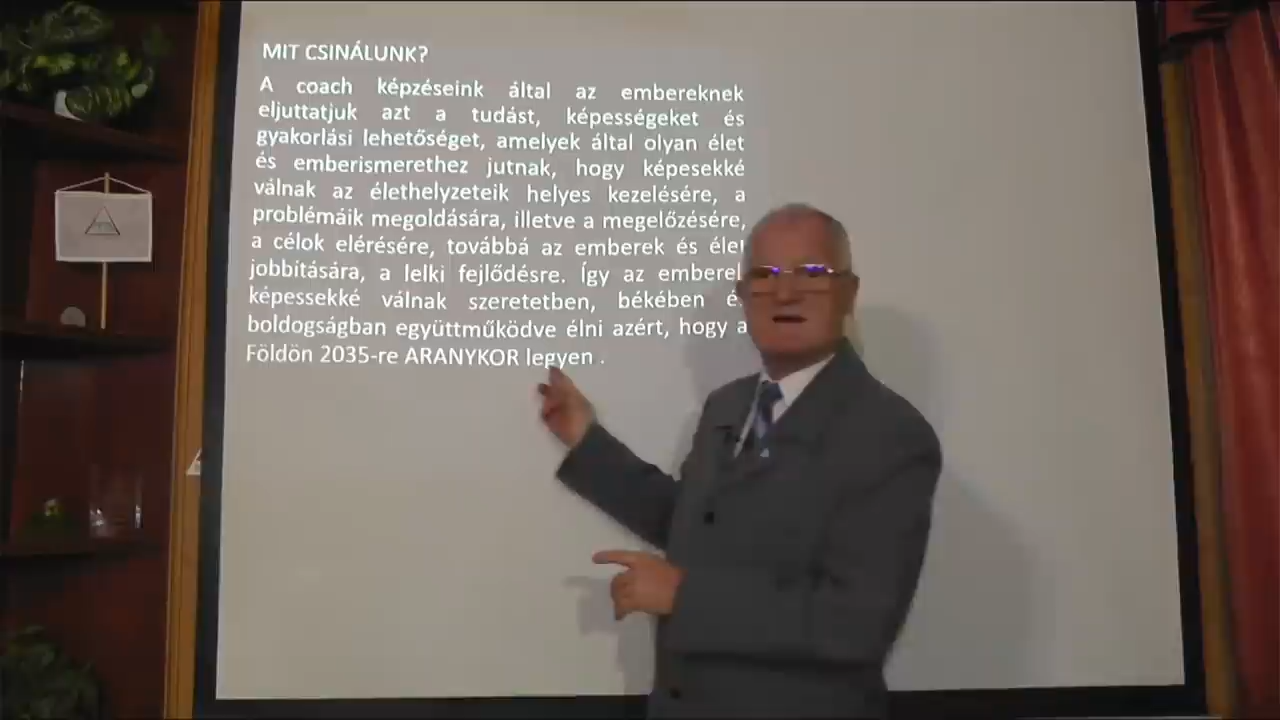 MIT CSINÁLUNK?
A coach képzéseink által az embereknek
eljuttatjuk azt a tudást, képességeket és
gyakorlási lehetőséget, amelyek által olyan élet
és emberismerethez jutnak, hogy képesekké
válnak az élethelyzeteik helyes kezelésére, a
problémáik megoldására, illetve a megelőzésére,
a célok elérésére, továbbá az emberek és
jobbítására, a lelki fejlődésre. Így az
képessekké válnak szeretetben, békében
boldogságban együttműködve élni azért, hogy a
Földön 2035-re ARANYKOR legyen .